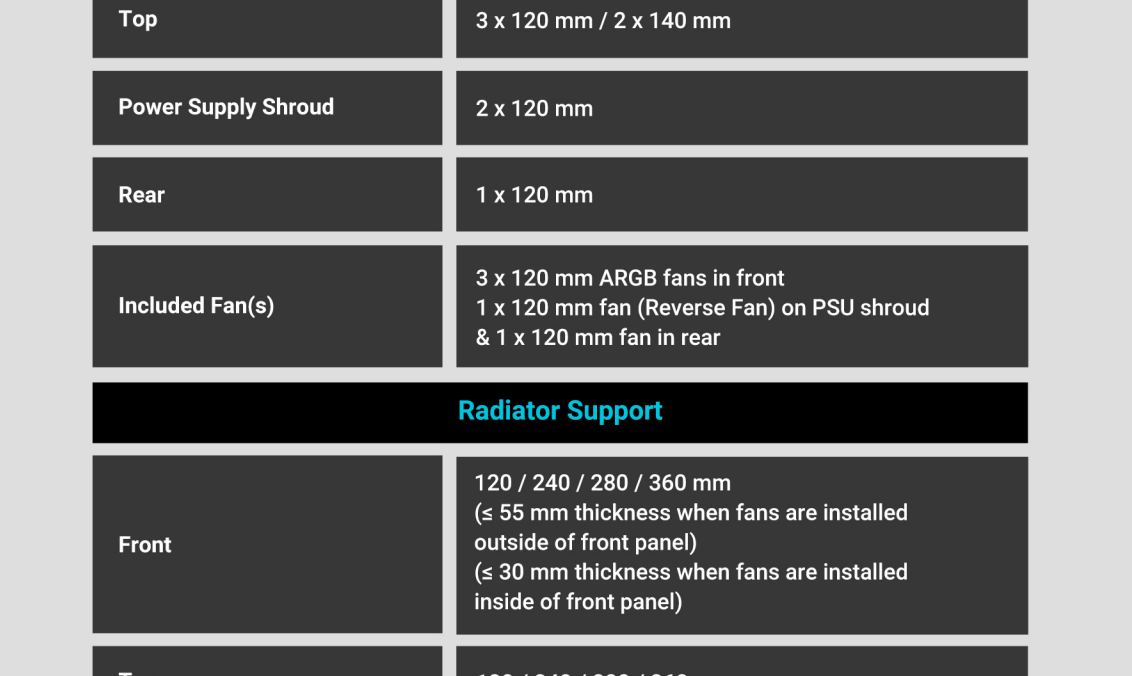 Top
3 x 120 mm / 2 x 140 mm
Power Supply Shroud
2 x 120 mm
Rear
1 x 120 mm
Included Fan(s)
3 x 120 mm ARGB fans in front
1 x 120 mm fan (Reverse Fan) on PSU shroud
& 1 x 120 mm fan in rear
Radiator Support
Front
120 / 240 / 280 / 360 mm
(≤ 55 mm thickness when fans are installed
outside of front panel)
(≤ 30 mm thickness when fans are installed
inside of front panel)